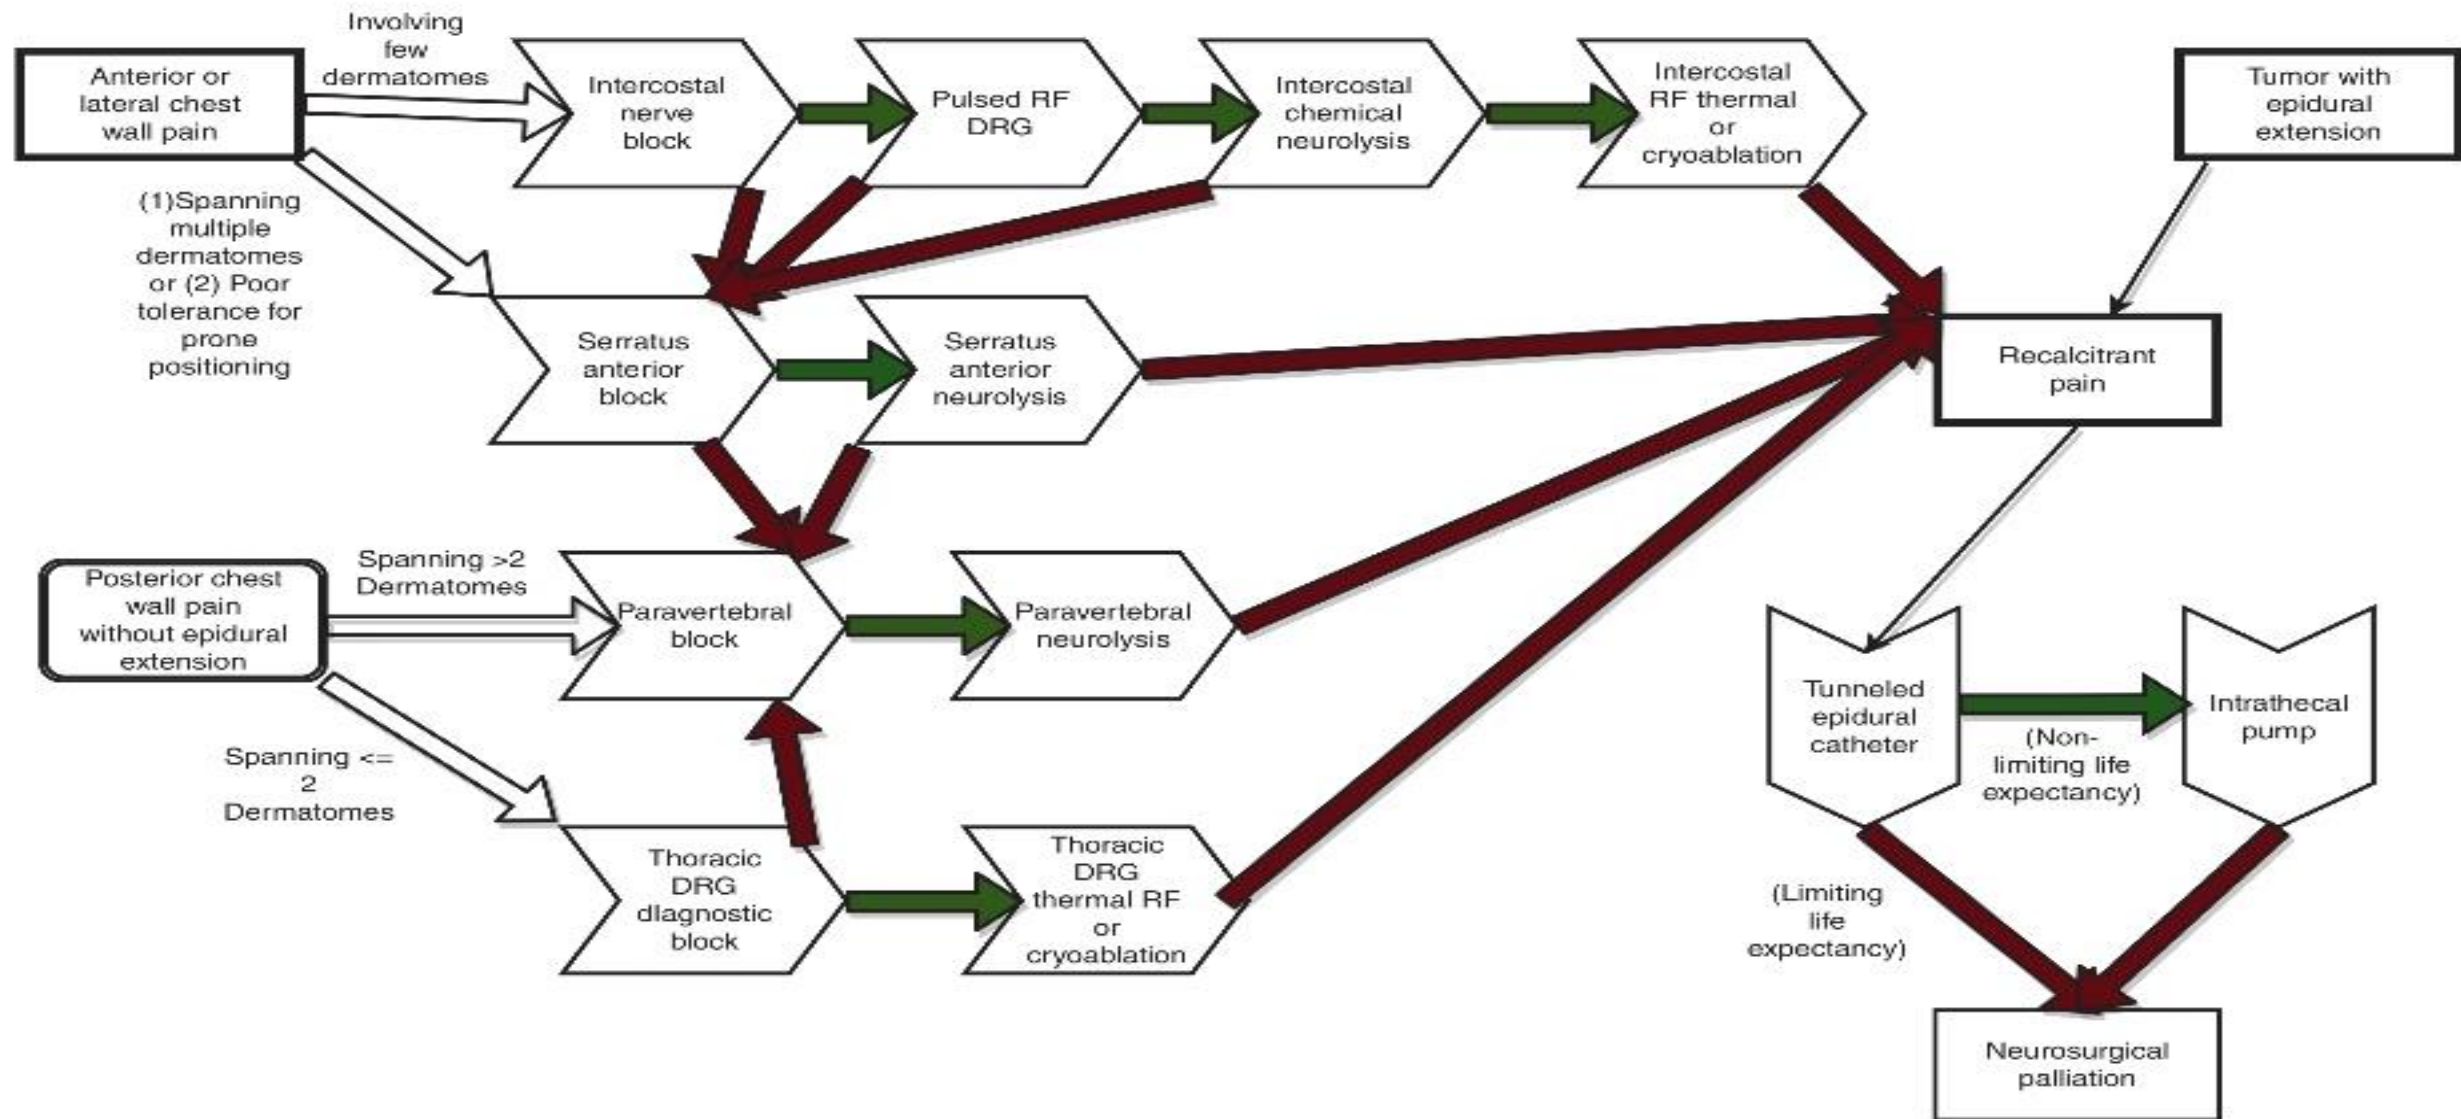 Involving
few
dermatomes
Anterior or
lateral chest
wall pain
Intercostal
nerve
block
Pulsed RF
DRG
Intercostal
chemical
neurolysis
Intercostal
RF thermal
or
cryoablation
Tumor with
epidural
extension
(1)Spanning
multiple
dermatomes
or (2) Poor
tolerance for
prone
positioning
Serratus
anterior
block
Serratus
anterior
neurolysis
Recalcitrant
pain
Posterior chest
wall pain
without epidural
extension
Spanning >2
Dermatomes
Paravertebral
block
Paravertebral
neurolysis
Spanning <=
2
Dermatomes
Thoracic
DRG
dIagnostic
block
Thoracic
DRG
thermal RF
or
cryoablation
Tunneled
epidural
catheter
(Non-
limiting life
expectancy)
Intrathecal
pump
(Limiting
life
expectancy)
Neurosurgical
palliation